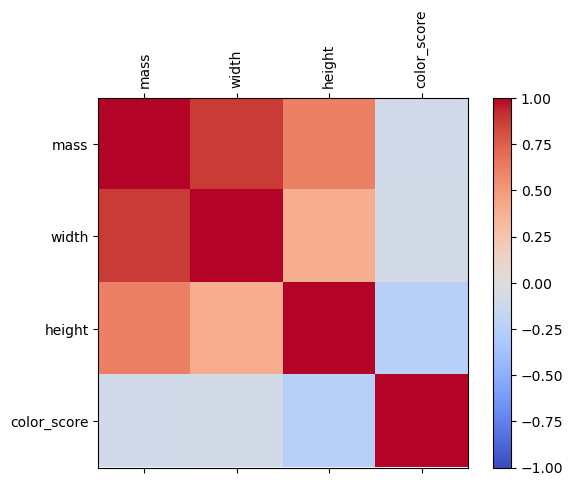 mass
width
height
color_score
mass
width
height
color_score
1.00
0.75
0.50
0.25
0.00
−0.25
−0.50
−0.75
−1.00